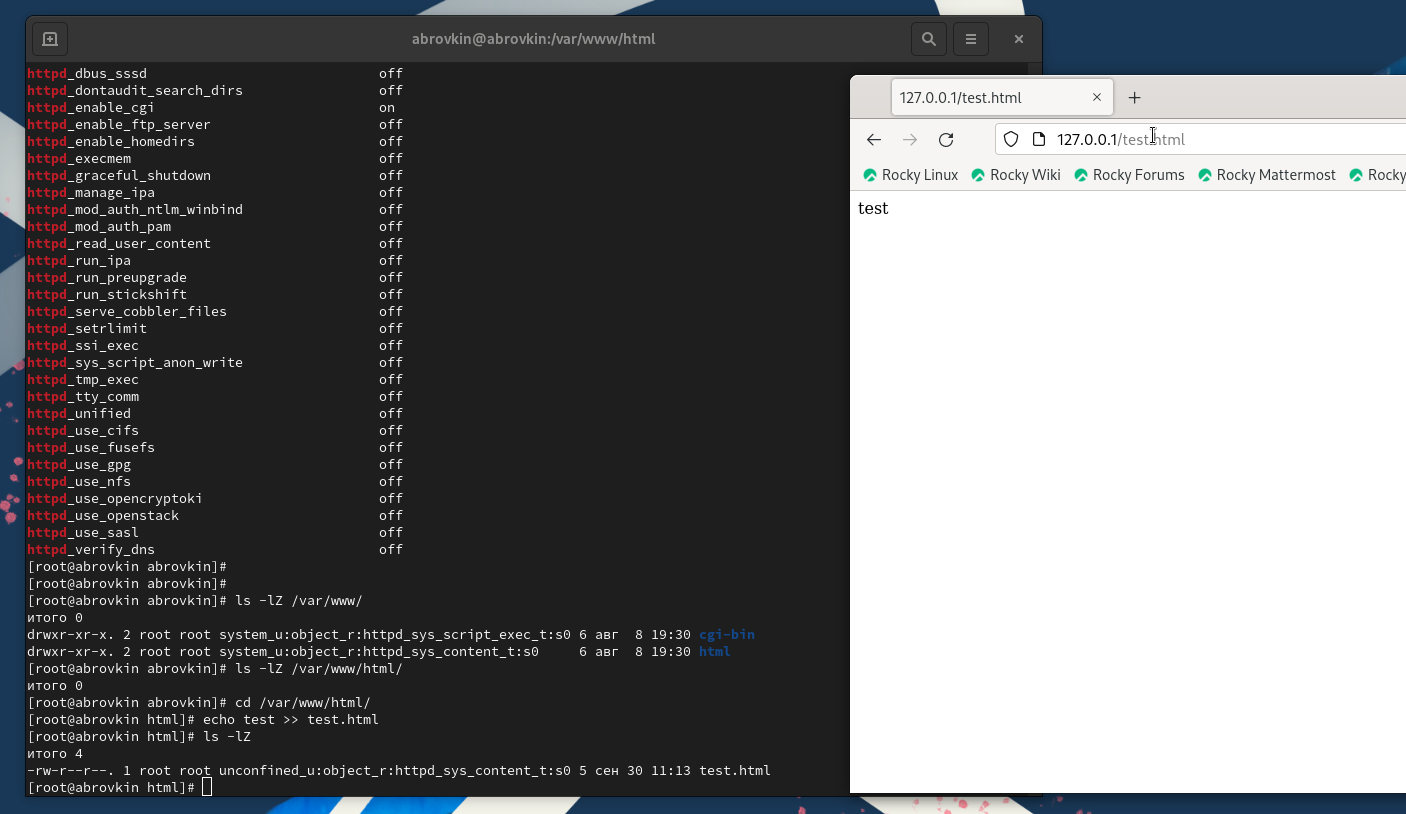 abrovkin@abrovkin:/var/www/html
httpd_dbus_sssd off
httpd_dontaudit_search_dirs off
httpd_enable_cgi on
httpd_enable_ftp_server off
httpd_enable_homedirs off
httpd_execmem off
httpd_graceful_shutdown off
httpd_manage_ipa off
httpd_mod_auth_ntlm_winbind off
httpd_mod_auth_pam off
httpd_read_user_content off
httpd_run_ipa off
httpd_run_preupgrade off
httpd_run_stickshift off
httpd_serve_cobbler_files off
httpd_setrlimit off
httpd_ssi_exec off
httpd_sys_script_anon_write off
httpd_tmp_exec off
httpd_tty_comm off
httpd_unified off
httpd_use_cifs off
httpd_use_fusefs off
httpd_use_gpg off
httpd_use_nfs off
httpd_use_opencryptoki off
httpd_use_openstack off
httpd_use_sasl off
httpd_verify_dns off
[root@abrovkin abrovkin]#
[root@abrovkin abrovkin]#
[root@abrovkin abrovkin]# ls -lZ /var/www/
итого 0
drwxr-xr-x. 2 root root system_u:object_r:httpd_sys_script_exec_t:s0 6 авг  8 19:30 cgi-bin
drwxr-xr-x. 2 root root system_u:object_r:httpd_sys_content_t:s0     6 авг  8 19:30 html
[root@abrovkin abrovkin]# ls -lZ /var/www/html/
итого 0
[root@abrovkin abrovkin]# cd /var/www/html/
[root@abrovkin html]# echo test >> test.html
[root@abrovkin html]# ls -lZ
итого 4
-rw-r--r--. 1 root root unconfined_u:object_r:httpd_sys_content_t:s0 5 сен 30 11:13 test.html
[root@abrovkin html]#
127.0.0.1/test.html
127.0.0.1/test.html
Rocky Linux Rocky Wiki Rocky Forums Rocky Mattermost Rocky
test